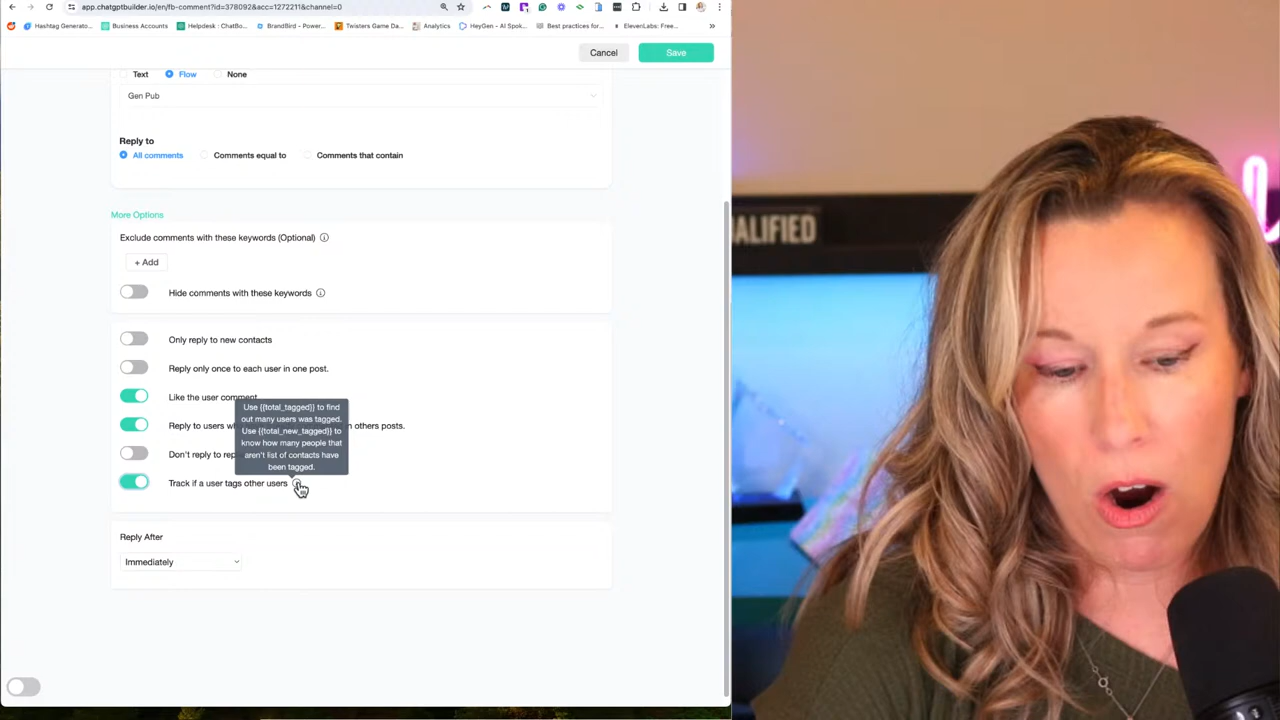 app.chatgptbuilder.io/en/fb-comment?id=378092&acc=1272211&channel=0
Hashtag Generato... Business Accounts Helpdesk : ChatBo... BrandBird – Power... Twisters Game Da... Analytics HeyGen - AI Spok... Best practices for... ElevenLabs: Free...
Cancel Save
Text Flow None
Gen Pub
Reply to
All comments Comments equal to Comments that contain
More Options
Exclude comments with these keywords (Optional)
+ Add
Hide comments with these keywords
Only reply to new contacts
Reply only once to each user in one post.
Like the user comment
Use {{total_tagged}} to find
out many users was tagged.
Use {{total_new_tagged}} to
know how many people that
aren't list of contacts have
been tagged.
Reply to users w n others posts.
Don't reply to rep
Track if a user tags other users
Reply After
Immediately
ALIFIED